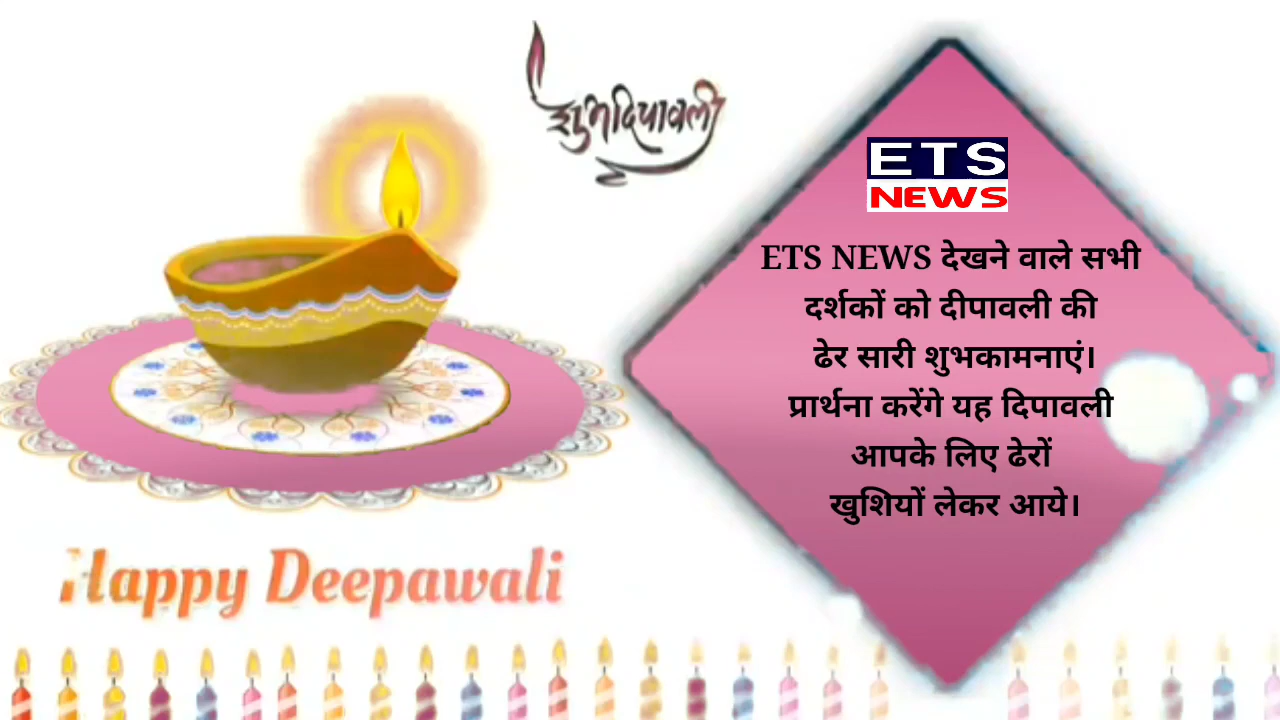 शुभ दिपावली
ETS
NEWS
ETS NEWS देखने वाले सभी
दर्शकों को दीपावली की
ढेर सारी शुभकामनाएं।
प्रार्थना करेंगे यह दिपावली
आपके लिए ढेरों
खुशियों लेकर आये।
Happy Deepawali